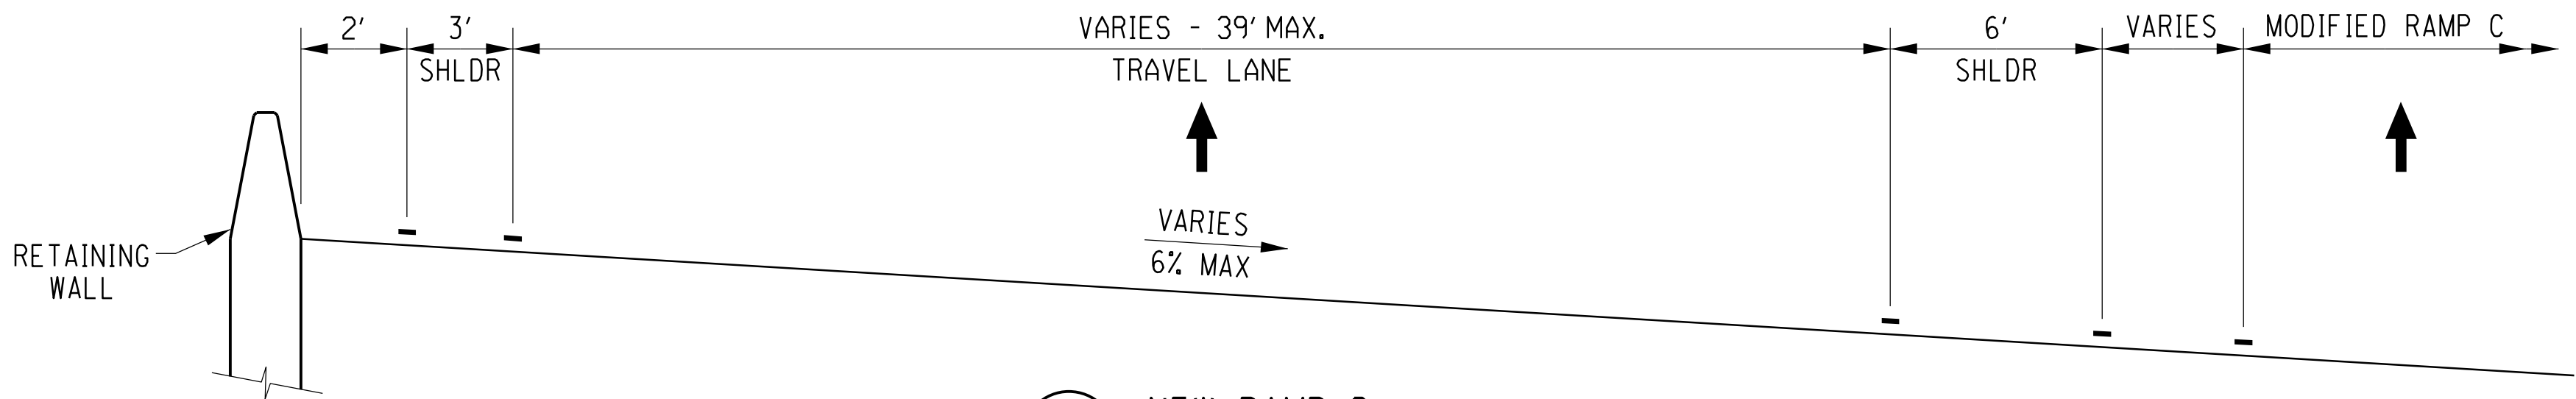 2'
3'
SHLDR
VARIES - 39' MAX.
TRAVEL LANE
6'
SHLDR
VARIES
MODIFIED RAMP C
RETAINING
WALL
VARIES
6% MAX